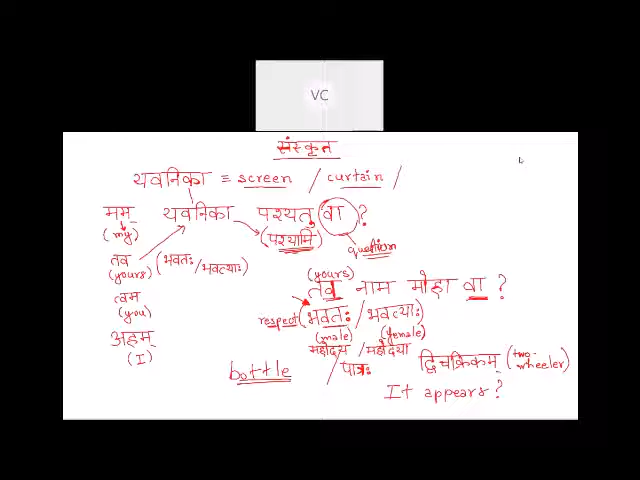 VC
संस्कृत
यवनिका = screen / curtain /
मम यवनिका पश्यतु वा ?
(my) (पश्यामि) question
तव (भवतः / भवत्याः)
(yours)
(yours)
तव नाम मोहा वा ?
त्वम
(you)
respect (भवतः / भवत्याः)
(male) (female)
अहम्
(I)
महोदय / महोदया
bottle / पात्रः
द्विचक्रिकम् (two-wheeler)
It appears?